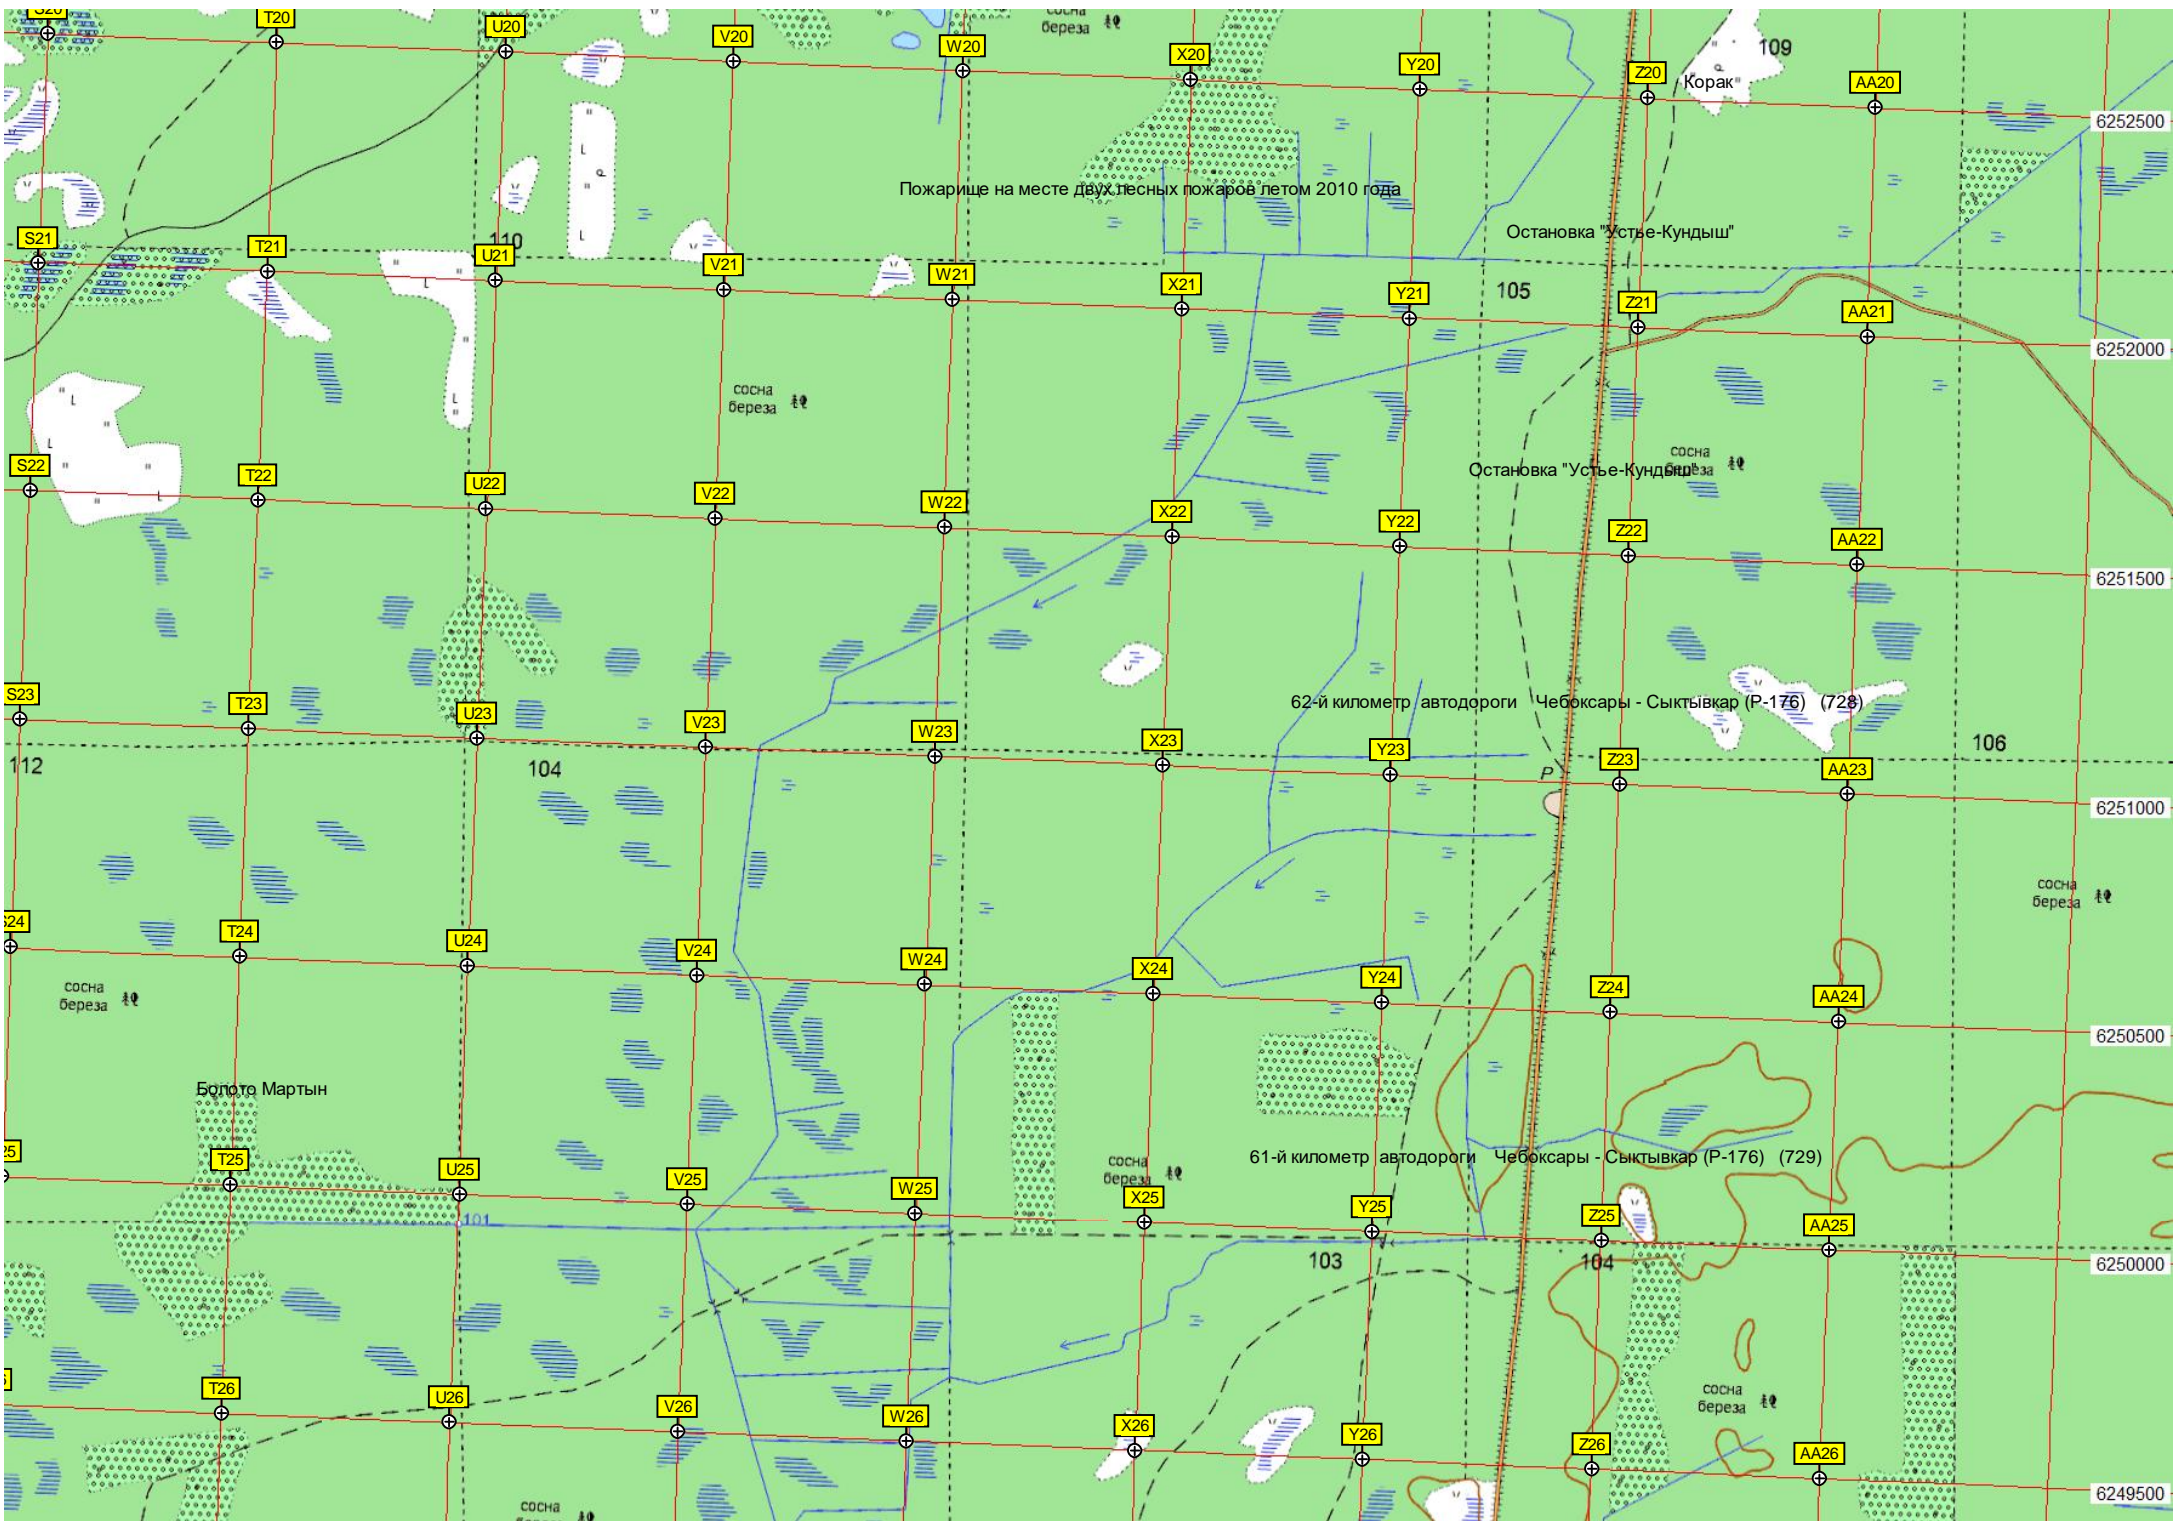 S20
T20
U20
V20
W20
сосна
береза
X20
Y20
Z20
Корак
109
AA20
6252500
Пожарище на месте двух лесных пожаров летом 2010 года
Остановка "Устье-Кундыш"
S21
T21
110
U21
V21
W21
X21
Y21
105
Z21
AA21
6252000
сосна
береза
S22
T22
U22
V22
W22
X22
Y22
Остановка "Устье-Кундыш"
сосна
береза
Z22
AA22
6251500
S23
T23
U23
V23
W23
X23
Y23
62-й километр автодороги Чебоксары - Сыктывкар (Р-176) (728)
Z23
AA23
106
112
104
Р
6251000
сосна
береза
S24
T24
U24
V24
W24
X24
Y24
Z24
AA24
сосна
береза
6250500
Болото Мартын
61-й километр автодороги Чебоксары - Сыктывкар (Р-176) (729)
сосна
береза
25
T25
U25
V25
W25
X25
Y25
Z25
AA25
101
103
104
6250000
T26
U26
V26
W26
X26
Y26
Z26
AA26
сосна
береза
6249500
сосна